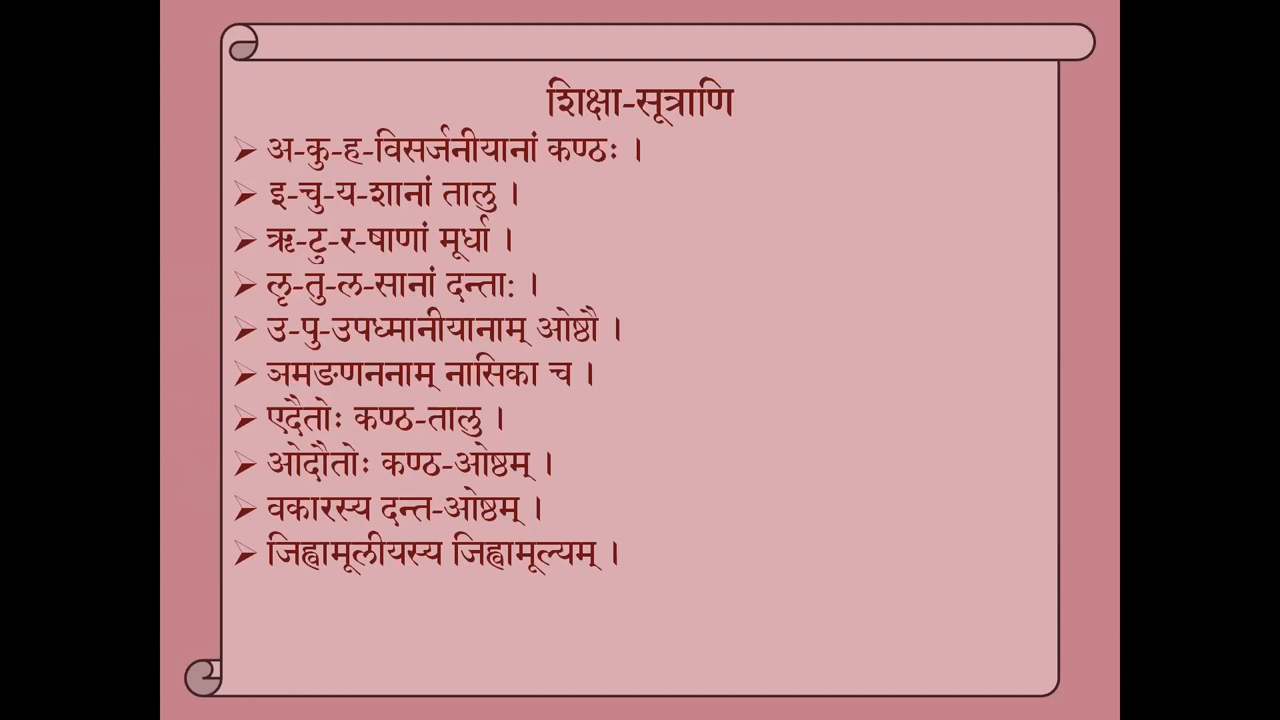 शिक्षा-सूत्राणि
अ-कु-ह-विसर्जनीयानां कण्ठः ।
इ-चु-य-शानां तालु ।
ऋ-टु-र-षाणां मूर्धा ।
लृ-तु-ल-सानां दन्ता: ।
उ-पु-उपध्मानीयानाम् ओष्ठौ ।
ञमङणननाम् नासिका च ।
एदैतोः कण्ठ-तालु ।
ओदौतोः कण्ठ-ओष्ठम् ।
वकारस्य दन्त-ओष्ठम् ।
जिह्वामूलीयस्य जिह्वामूल्यम् ।